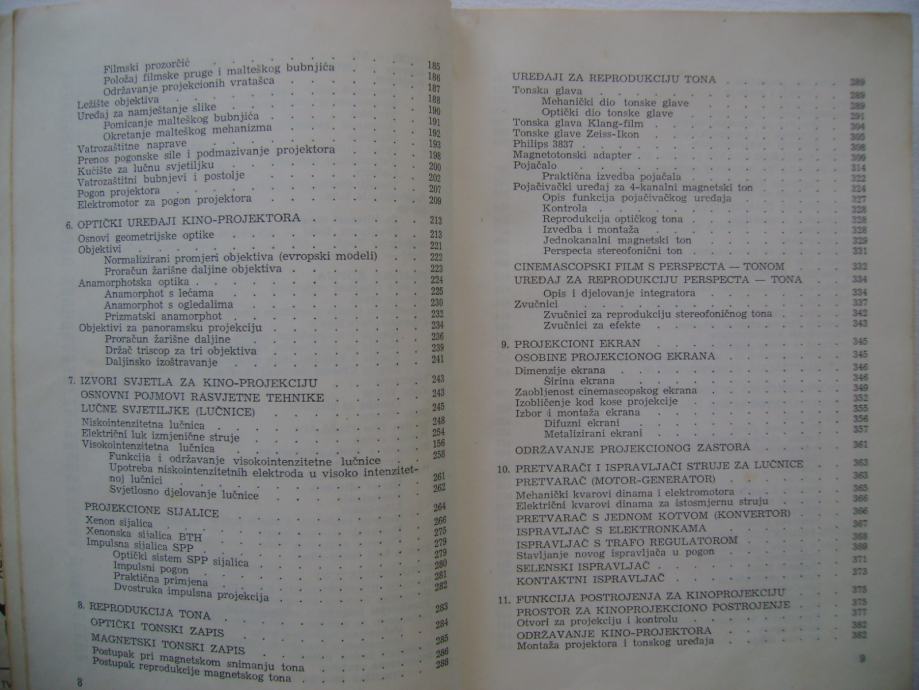 Filmski prozorčić . . . 185
Položaj filmske pruge i malteškog bubnjića . . . 186
Održavanje projekcionih vratašca . . . 187
Ležište objektiva . . . 188
Uređaj za namještanje slike . . . 190
Pomicanje malteškog bubnjića . . . 191
Okretanje malteškog mehanizma . . . 192
Vatrozaštitne naprave . . . 193
Prenos pogonske sile i podmazivanje projektora . . . 198
Kućište za lučnu svjetiljku . . . 200
Vatrozaštitni bubnjevi i postolje . . . 202
Pogon projektora . . . 207
Elektromotor za pogon projektora . . . 209
6. OPTIČKI UREĐAJI KINO-PROJEKTORA . . . 213
Osnovi geometrijske optike . . . 213
Objektivi . . . 221
Normalizirani promjeri objektiva (evropski modeli) . . . 222
Proračun žarišne daljine objektiva . . . 223
Anamorphotska optika . . . 224
Anamorphot s lećama . . . 225
Anamorphot s ogledalima . . . 230
Prizmatski anamorphot . . . 232
Objektivi za panoramsku projekciju . . . 234
Proračun žarišne daljine . . . 236
Držač triscop za tri objektiva . . . 239
Daljinsko izoštravanje . . . 241
7. IZVORI SVJETLA ZA KINO-PROJEKCIJU . . . 243
OSNOVNI POJMOVI RASVJETNE TEHNIKE . . . 243
LUČNE SVJETILJKE (LUČNICE) . . . 245
Niskointenzitetna lučnica . . . 248
Električni luk izmjenične struje . . . 254
Visokointenzitetna lučnica . . . 156
Funkcija i održavanje visokointenzitetne lučnice . . . 258
Upotreba niskointenzitetnih elektroda u visoko intenzitet-
noj lučnici . . . 261
Svjetlosno djelovanje lučnice . . . 262
PROJEKCIONE SIJALICE . . . 264
Xenon sijalica . . . 266
Xenonska sijalica BTH . . . 275
Impulsna sijalica SPP . . . 279
Optički sistem SPP sijalica . . . 279
Impulsni pogon . . . 280
Praktična primjena . . . 281
Dvostruka impulsna projekcija . . . 282
8. REPRODUKCIJA TONA . . . 283
OPTIČKI TONSKI ZAPIS . . . 284
MAGNETSKI TONSKI ZAPIS . . . 285
Postupak pri magnetskom snimanju tona . . . 286
Postupak reprodukcije magnetskog tona . . . 288
8
UREĐAJI ZA REPRODUKCIJU TONA . . . 289
Tonska glava . . . 289
Mehanički dio tonske glave . . . 289
Optički dio tonske glave . . . 291
Tonska glava Klang-film . . . 304
Tonske glave Zeiss-Ikon . . . 305
Philips 3837 . . . 308
Magnetotonski adapter . . . 309
Pojačalo . . . 314
Praktična izvedba pojačala . . . 322
Pojačivački uređaj za 4-kanalni magnetski ton . . . 324
Opis funkcija pojačivačkog uređaja . . . 327
Kontrola . . . 328
Reprodukcija optičkog tona . . . 328
Izvedba i montaža . . . 328
Jednokanalni magnetski ton . . . 329
Perspecta stereofonični ton . . . 331
CINEMASCOPSKI FILM S PERSPECTA — TONOM . . . 332
UREĐAJ ZA REPRODUKCIJU PERSPECTA — TONA . . . 334
Opis i djelovanje integratora . . . 334
Zvučnici . . . 337
Zvučnici za reprodukciju stereofoničnog tona . . . 342
Zvučnici za efekte . . . 343
9. PROJEKCIONI EKRAN . . . 345
OSOBINE PROJEKCIONOG EKRANA . . . 345
Dimenzije ekrana . . . 346
Širina ekrana . . . 346
Zaobljenost cinemascopskog ekrana . . . 349
Izobličenje kod kose projekcije . . . 352
Izbor i montaža ekrana . . . 355
Difuzni ekrani . . . 356
Metalizirani ekrani . . . 357
ODRŽAVANJE PROJEKCIONOG ZASTORA . . . 361
10. PRETVARAČI I ISPRAVLJAČI STRUJE ZA LUČNICE . . . 363
PRETVARAČ (MOTOR-GENERATOR) . . . 363
Mehanički kvarovi dinama i elektromotora . . . 365
Električni kvarovi dinama za istosmjernu struju . . . 366
PRETVARAČ S JEDNOM KOTVOM (KONVERTOR) . . . 366
ISPRAVLJAČ S ELEKTRONKAMA . . . 367
ISPRAVLJAČ S TRAFO REGULATOROM . . . 368
Stavljanje novog ispravljača u pogon . . . 369
SELENSKI ISPRAVLJAČ . . . 371
KONTAKTNI ISPRAVLJAČ . . . 373
11. FUNKCIJA POSTROJENJA ZA KINOPROJEKCIJU . . . 375
PROSTOR ZA KINOPROJEKCIONO POSTROJENJE . . . 375
Otvori za projekciju i kontrolu . . . 377
ODRŽAVANJE KINO-PROJEKTORA . . . 382
Montaža projektora i tonskog uređaja . . . 382
9